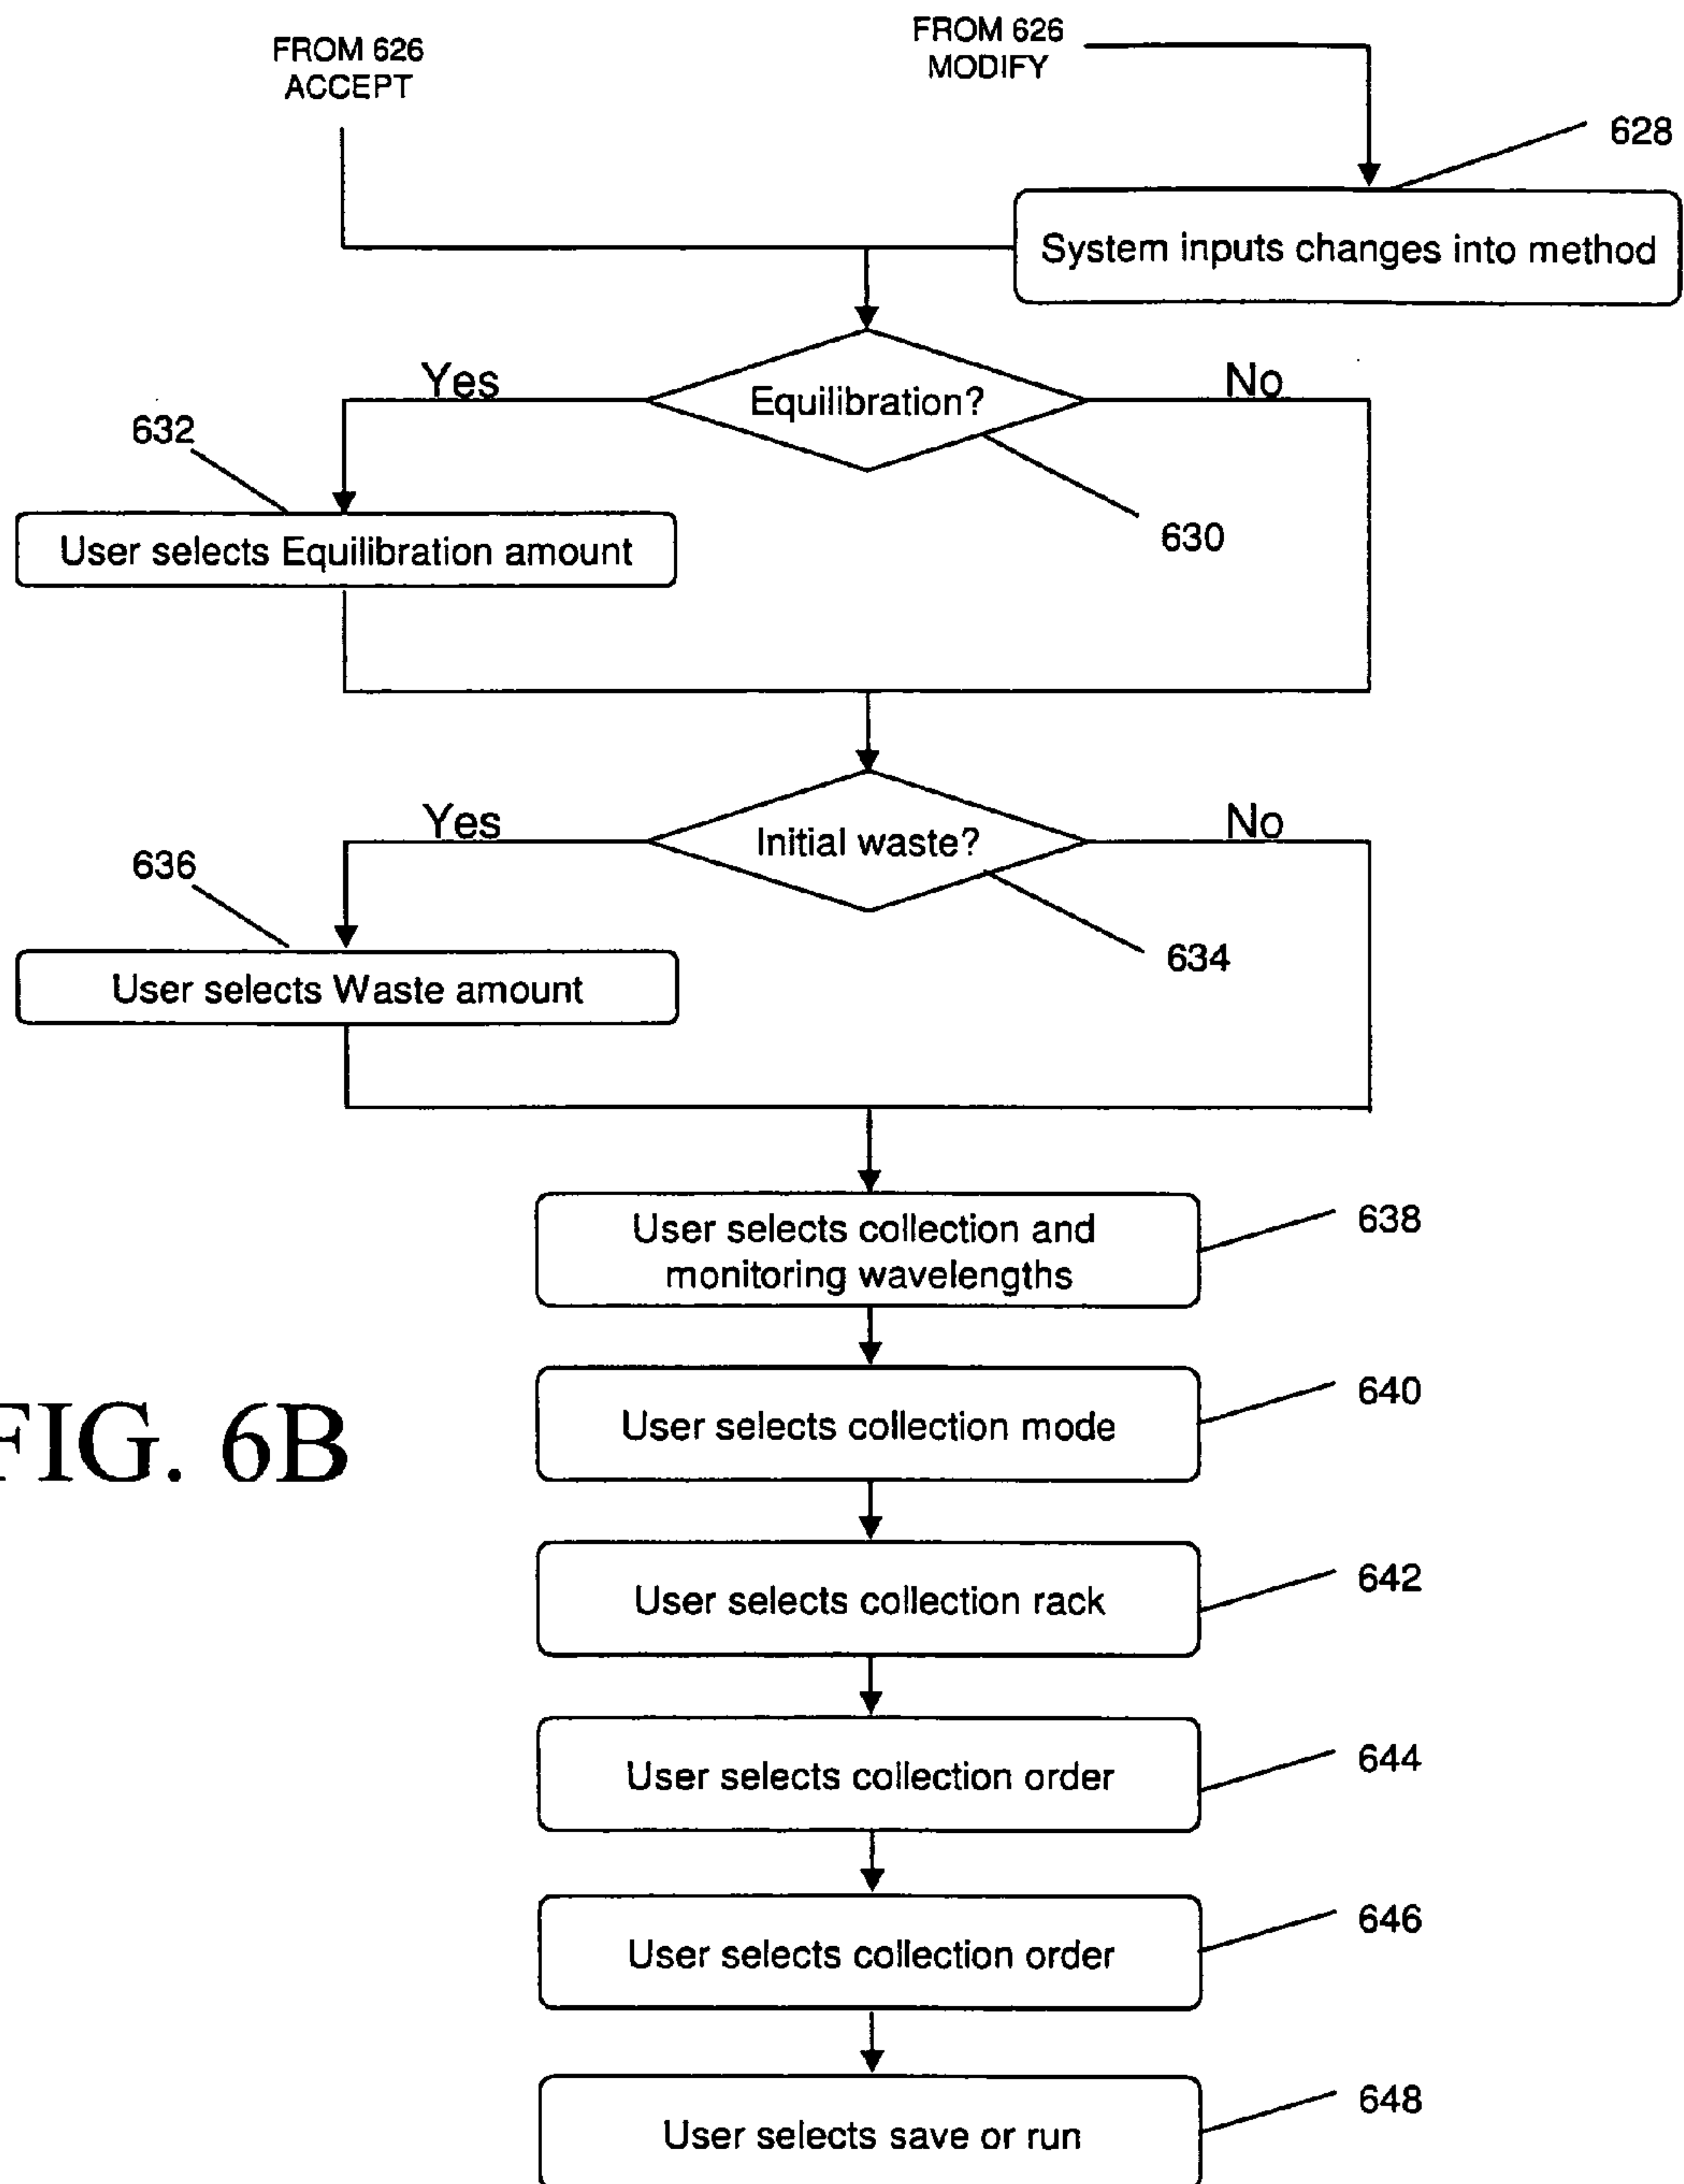 FROM 626
ACCEPT
FROM 626
MODIFY
628
System inputs changes into method
Yes
Equilibration?
No
632
630
User selects Equilibration amount
Yes
Initial waste?
No
636
634
User selects Waste amount
User selects collection and
monitoring wavelengths
638
User selects collection mode
640
FIG. 6B
User selects collection rack
642
User selects collection order
644
User selects collection order
646
User selects save or run
648